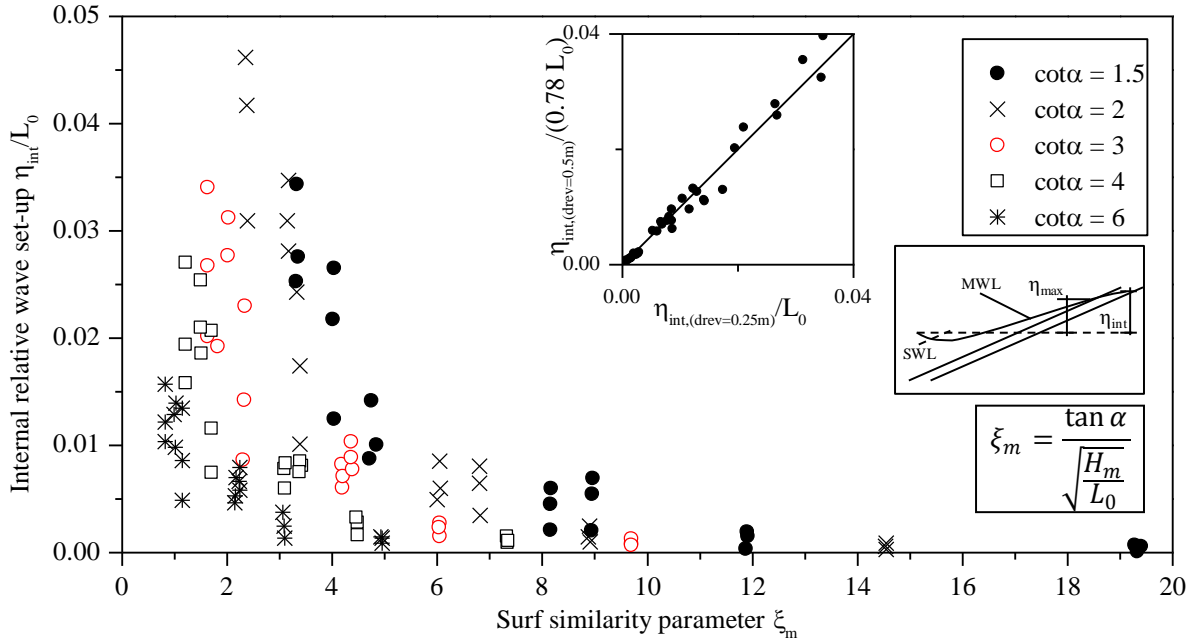 Internal relative wave set-up η_int/L_0
0.05
0.04
0.03
0.02
0.01
0.00
0 2 4 6 8 10 12 14 16 18 20
Surf similarity parameter ξ_m
η_int,(drev=0.5m)/(0.78 L_0)
0.04
0.00
0.00 0.04
η_int,(drev=0.25m)/L_0
cotα = 1.5
cotα = 2
cotα = 3
cotα = 4
cotα = 6
MWL
η_max
η_int
SWL
ξ_m = tan α / √(H_m / L_0)